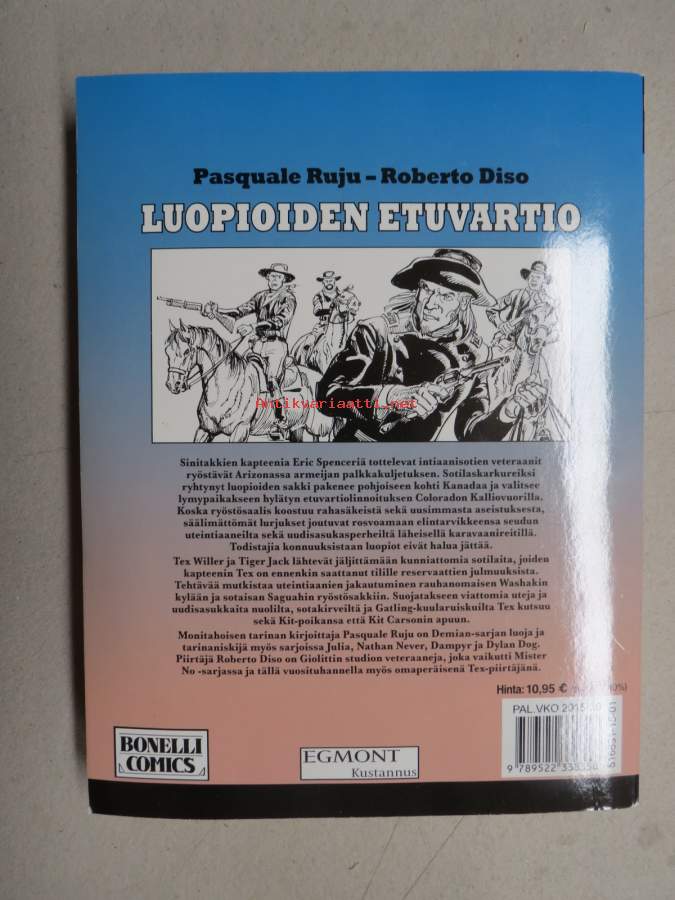 Pasquale Ruju – Roberto Diso
LUOPIOIDEN ETUVARTIO
Antikvariaatti.net
Sinitakkien kapteenia Eric Spenceriä tottelevat intiaanisotien veteraanit
ryöstävät Arizonassa armeijan palkkakuljetuksen. Sotilaskarkureiksi
ryhtynyt luopioiden sakki pakenee pohjoiseen kohti Kanadaa ja valitsee
lymypaikakseen hylätyn etuvartiolinnoituksen Coloradon Kalliovuorilla.
Koska ryöstösaalis koostuu rahasäkeistä sekä uusimmasta aseistuksesta,
säälimättömät lurjukset joutuvat rosvoamaan elintarvikkeensa seudun
uteintiaaneilta sekä uudisasukasperheiltä läheisellä karavaanireitillä.
Todistajia konnuuksistaan luopiot eivät halua jättää.
Tex Willer ja Tiger Jack lähtevät jäljittämään kunniattomia sotilaita, joiden
kapteenin Tex on ennenkin saattanut tilille reservaattien julmuuksista.
Tehtävää mutkistaa uteintiaanien jakautuminen rauhanomaisen Washakin
kylään ja sotaisan Saguahin ryöstösakkiin. Suojatakseen viattomia uteja ja
uudisasukkaita nuolilta, sotakirveiltä ja Gatling-kuularuiskuilta Tex kutsuu
sekä Kit-poikansa että Kit Carsonin apuun.
Monitahoisen tarinan kirjoittaja Pasquale Ruju on Demian-sarjan luoja ja
tarinaniskijä myös sarjoissa Julia, Nathan Never, Dampyr ja Dylan Dog.
Piirtäjä Roberto Diso on Giolittin studion veteraaneja, joka vaikutti Mister
No -sarjassa ja tällä vuosituhannella myös omaperäisenä Tex-piirtäjänä.
Hinta: 10,95 €
PAL.VKO 2015
BONELLI
COMICS
EGMONT
Kustannus